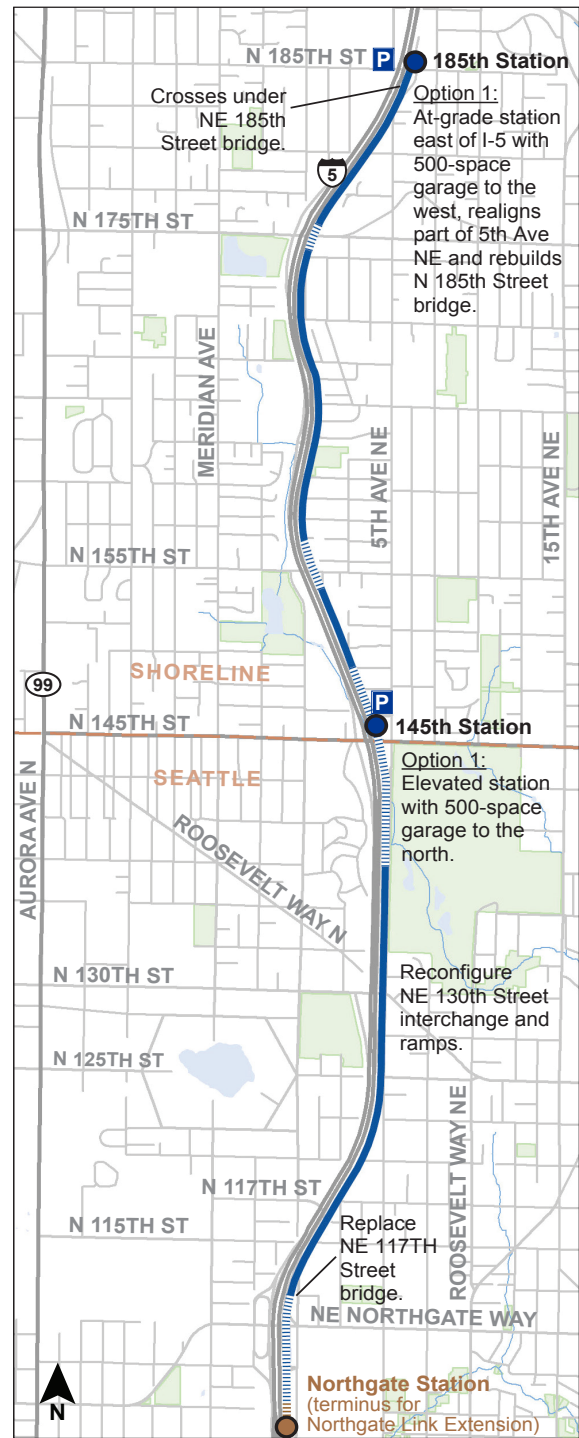 N 185TH ST
P
185th Station
Crosses under
NE 185th
Street bridge.
Option 1:
At-grade station
east of I-5 with
500-space
garage to the
west, realigns
part of 5th Ave
NE and rebuilds
N 185th Street
bridge.
5
N 175TH ST
MERIDIAN AVE
5TH AVE NE
15TH AVE NE
N 155TH ST
SHORELINE
99
P
145th Station
N 145TH ST
SEATTLE
Option 1:
Elevated station
with 500-space
garage to the
north.
AURORA AVE N
ROOSEVELT WAY N
N 130TH ST
Reconfigure
NE 130th Street
interchange and
ramps.
N 125TH ST
ROOSEVELT WAY NE
N 117TH ST
N 115TH ST
Replace
NE 117TH
Street
bridge.
NE NORTHGATE WAY
N
Northgate Station
(terminus for
Northgate Link Extension)